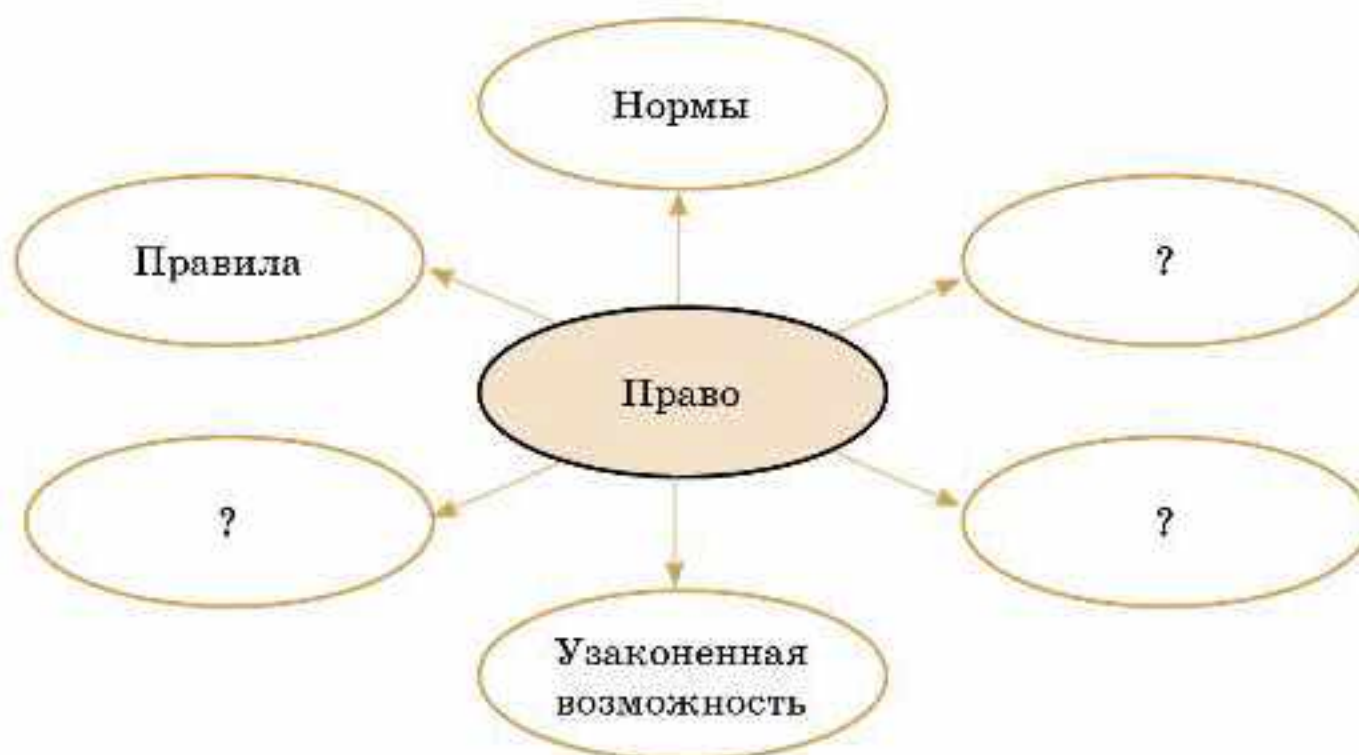 Нормы
Правила
?
Право
?
?
Узаконенная
возможность